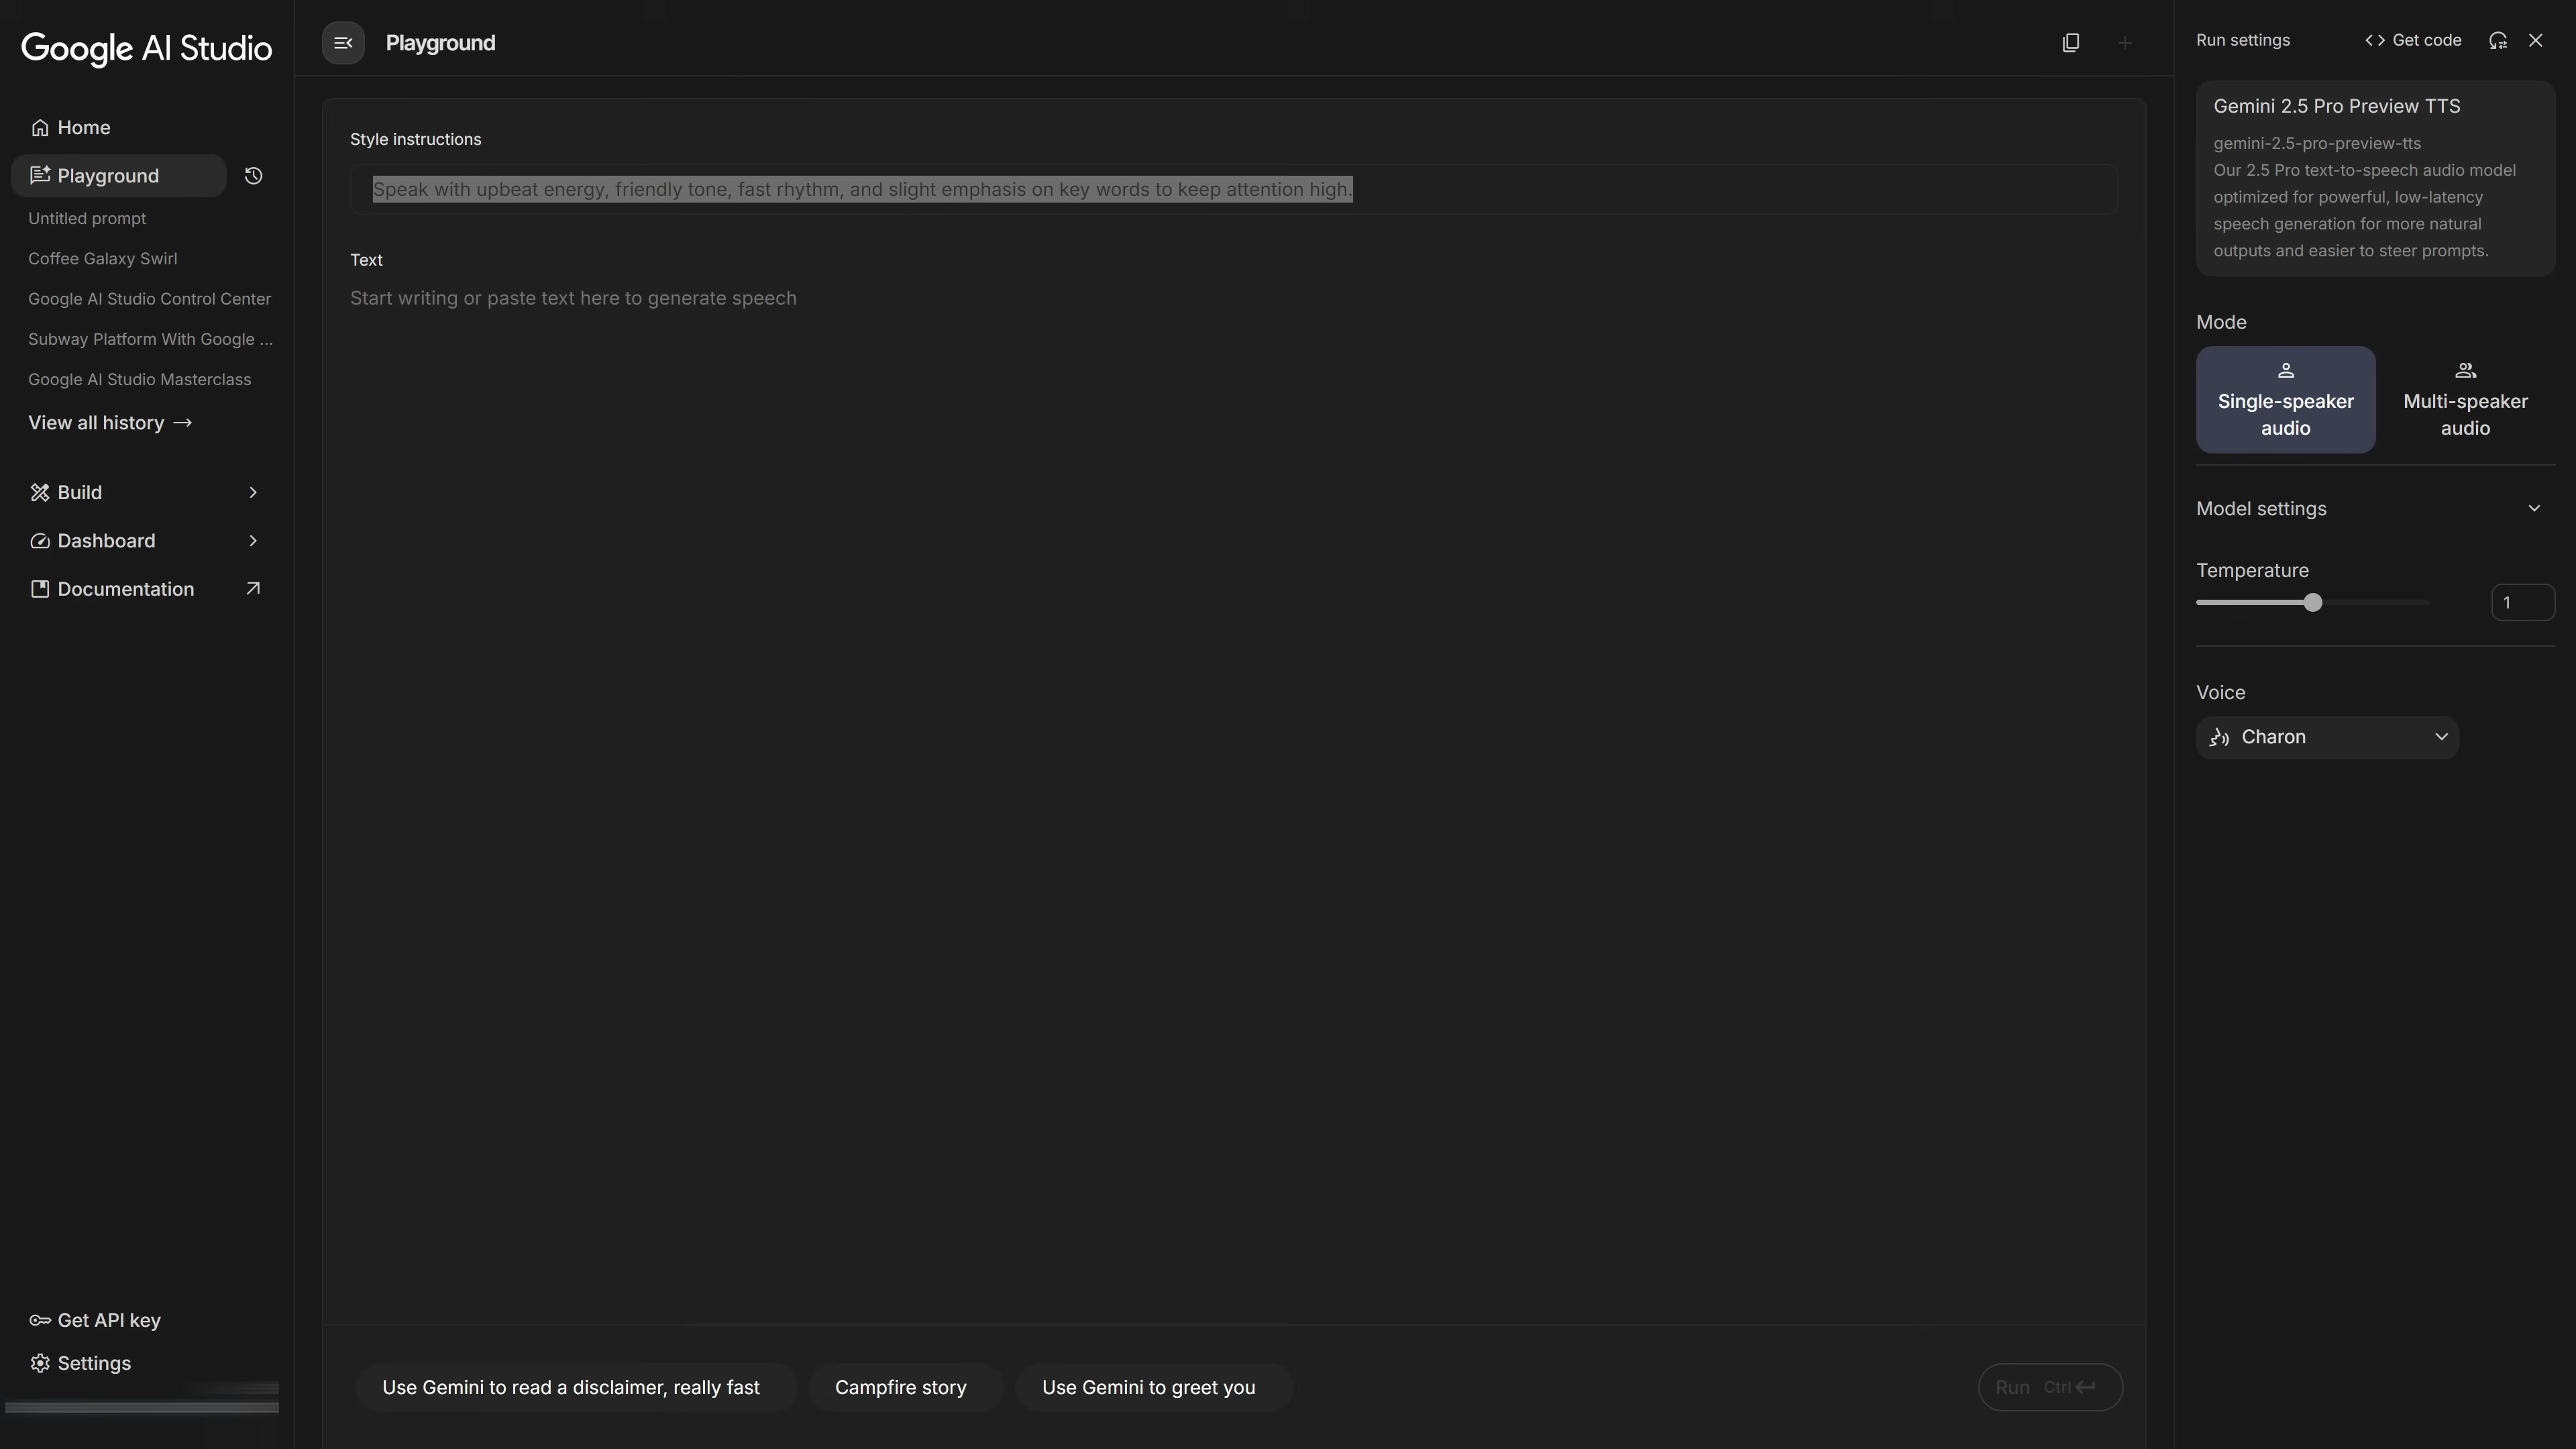 Google AI Studio
Home
Playground
Untitled prompt
Coffee Galaxy Swirl
Google AI Studio Control Center
Subway Platform With Google ...
Google AI Studio Masterclass
View all history →
Build
Dashboard
Documentation
Get API key
Settings
Playground
Style instructions
Speak with upbeat energy, friendly tone, fast rhythm, and slight emphasis on key words to keep attention high.
Text
Start writing or paste text here to generate speech
Use Gemini to read a disclaimer, really fast
Campfire story
Use Gemini to greet you
Run Ctrl
Run settings
<> Get code
Gemini 2.5 Pro Preview TTS
gemini-2.5-pro-preview-tts
Our 2.5 Pro text-to-speech audio model
optimized for powerful, low-latency
speech generation for more natural
outputs and easier to steer prompts.
Mode
Single-speaker
audio
Multi-speaker
audio
Model settings
Temperature
1
Voice
Charon